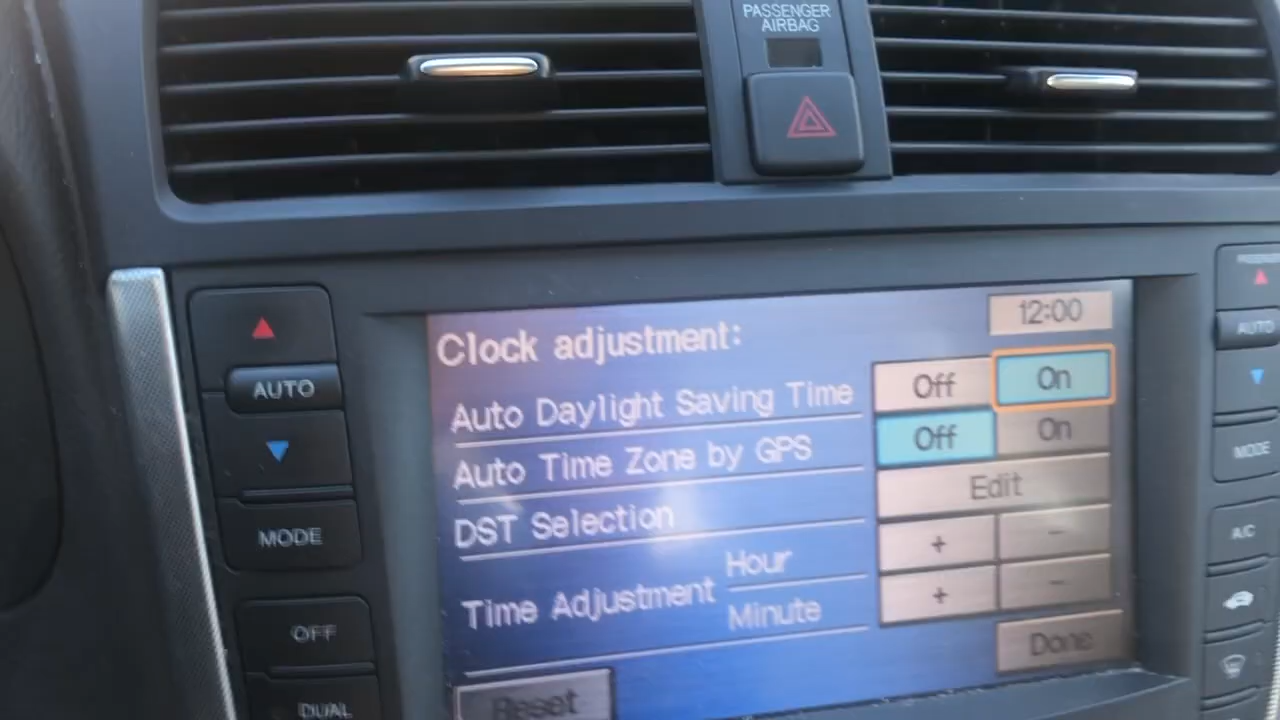 PASSENGER
AIRBAG
AUTO
MODE
OFF
DUAL
Clock adjustment:
12:00
Auto Daylight Saving Time Off On
Auto Time Zone by GPS Off On
DST Selection Edit
Time Adjustment
Hour + -
Minute + -
Reset
Done
AUTO
MODE
A/C